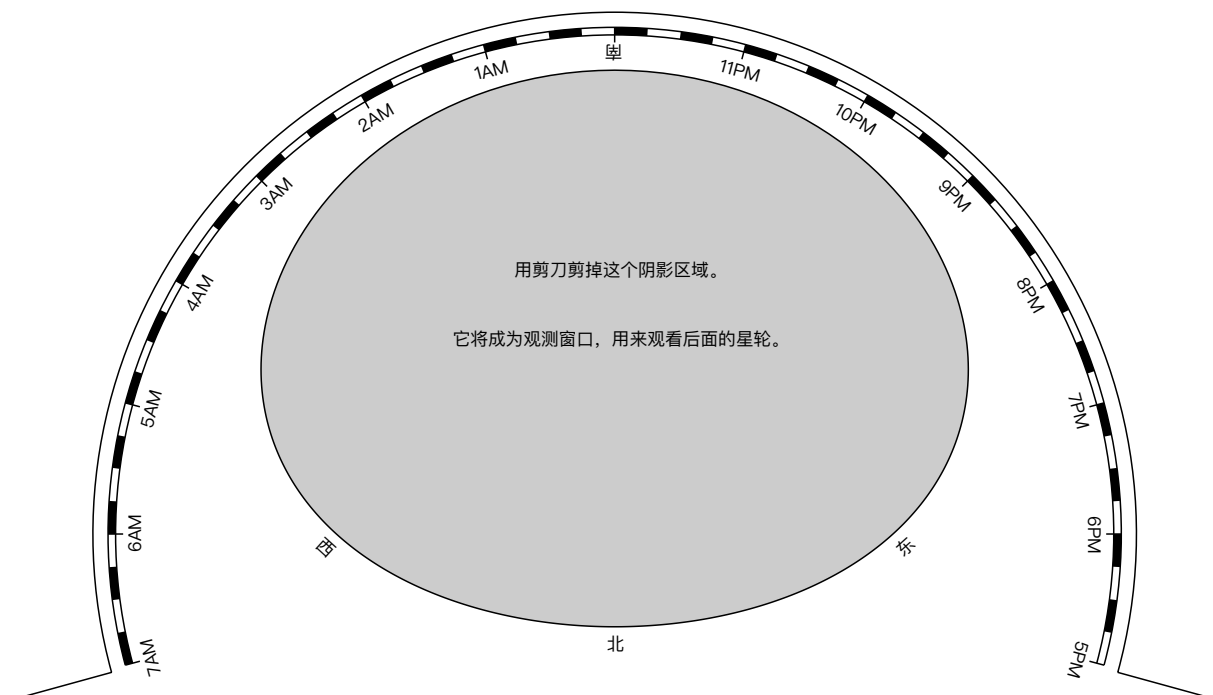 南
1AM
11PM
2AM
10PM
3AM
9PM
4AM
8PM
用剪刀剪掉这个阴影区域。
它将成为观测窗口，用来观看后面的星轮。
5AM
7PM
6AM
6PM
西
东
北
7AM
5PM